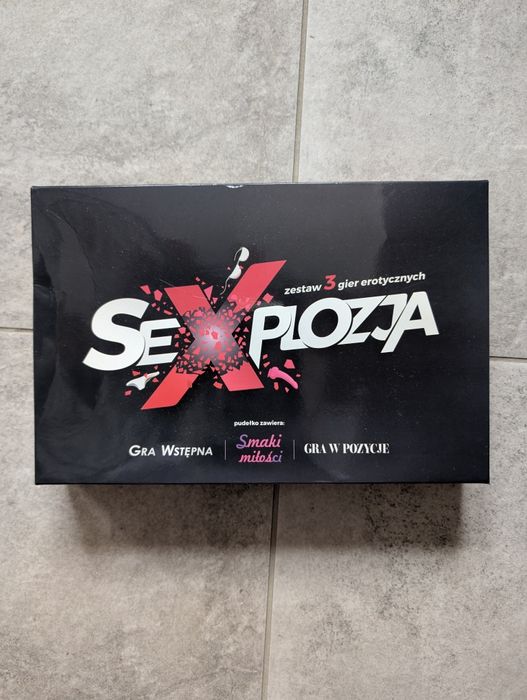 zestaw 3 gier erotycznych
SEXPLOZJA
pudełko zawiera:
GRA WSTĘPNA
Smaki
miłości
GRA W POZYCJE